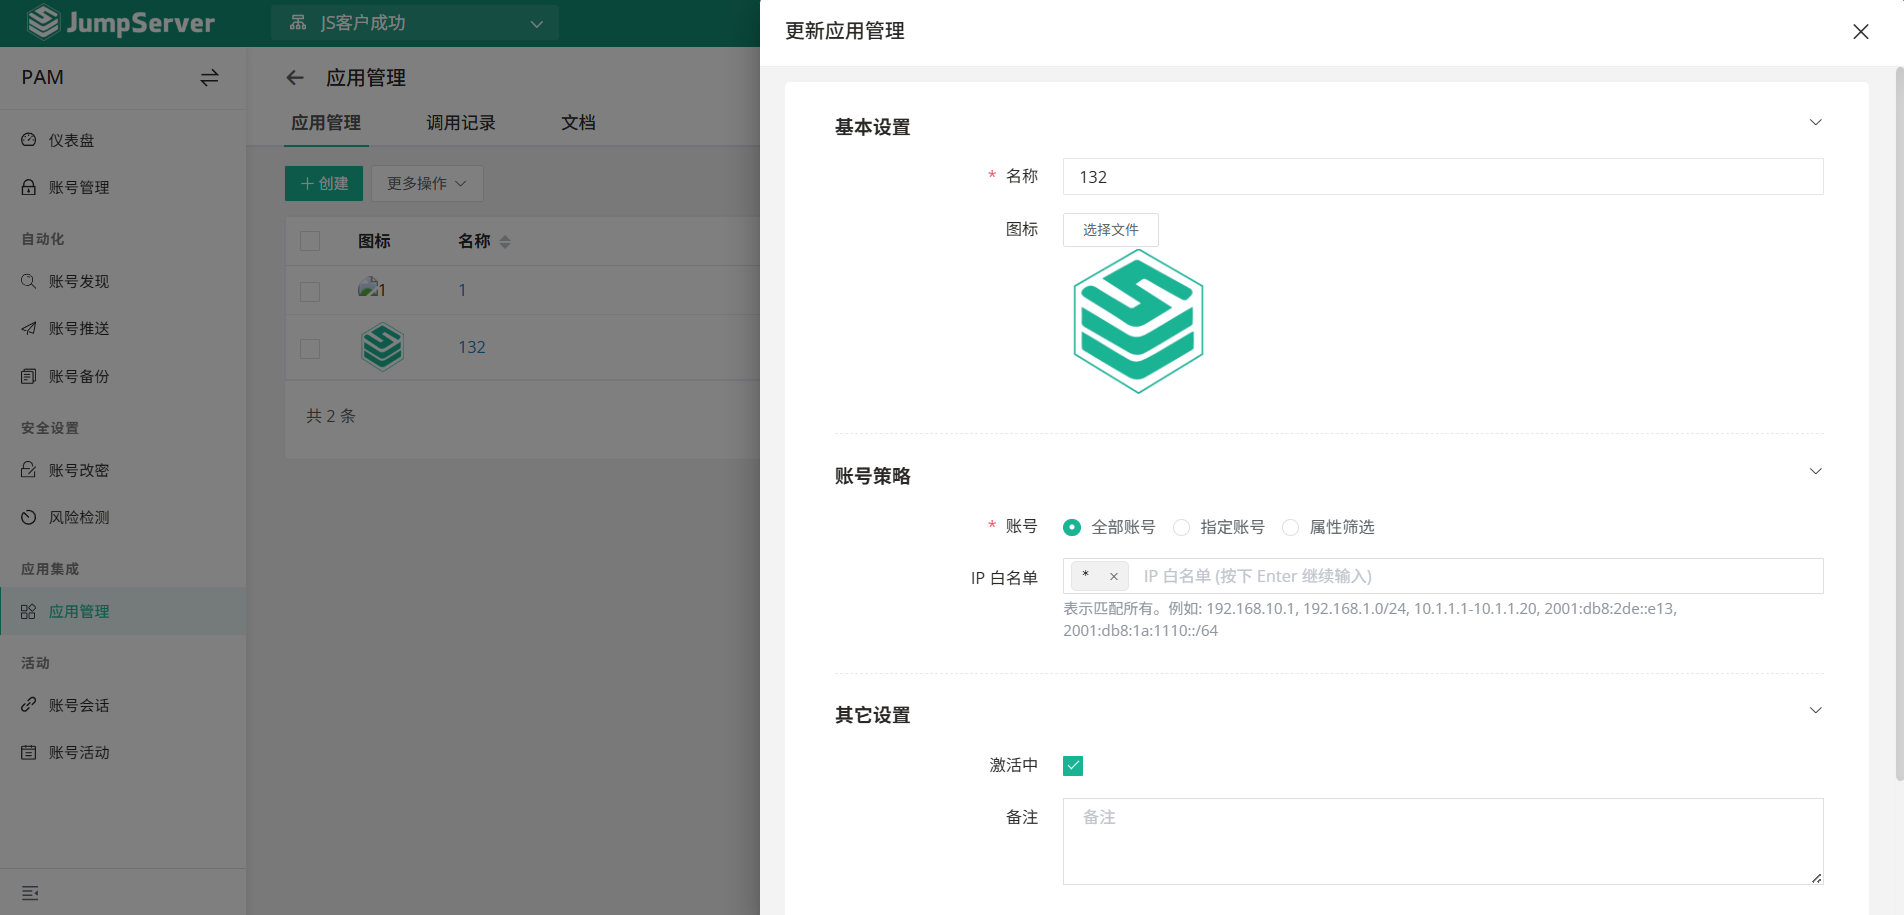 JumpServer
JS客户成功
PAM
仪表盘
账号管理
自动化
账号发现
账号推送
账号备份
安全设置
账号改密
风险检测
应用集成
应用管理
活动
账号会话
账号活动
应用管理
应用管理 调用记录 文档
创建 更多操作
图标 名称
1 1
132
共 2 条
更新应用管理
基本设置
* 名称 132
图标 选择文件
账号策略
* 账号 全部账号 指定账号 属性筛选
IP 白名单 * × IP 白名单 (按下 Enter 继续输入)
表示匹配所有。例如: 192.168.10.1, 192.168.1.0/24, 10.1.1.1-10.1.1.20, 2001:db8:2de::e13,
2001:db8:1a:1110::/64
其它设置
激活中
备注 备注